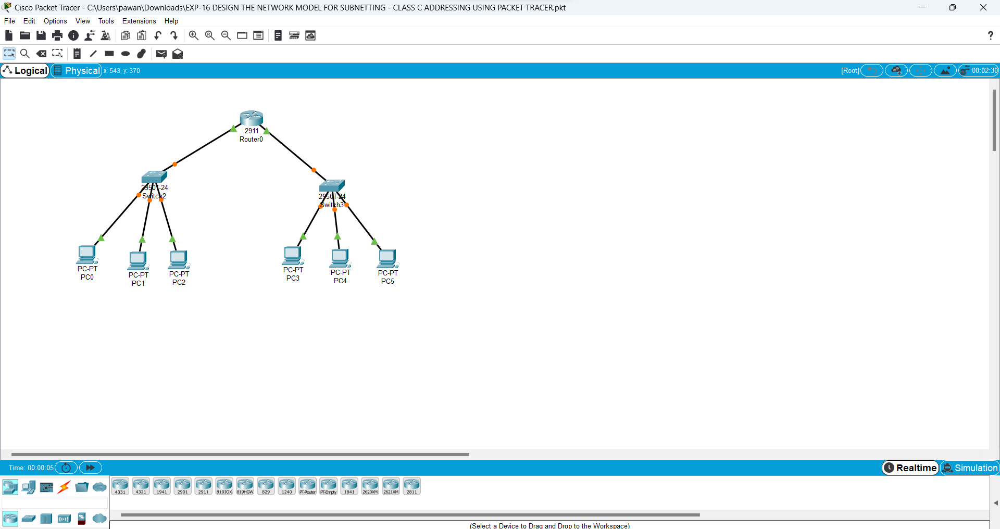 Cisco Packet Tracer - C:\Users\pawan\Downloads\EXP-16 DESIGN THE NETWORK MODEL FOR SUBNETTING - CLASS C ADDRESSING USING PACKET TRACER.pkt
File Edit Options View Tools Extensions Help
?
Logical Physical x: 543, y: 370 [Root] 00:02:30
2911
Router0
2950T-24
Switch2
2950T-24
Switch3
PC-PT
PC0
PC-PT
PC1
PC-PT
PC2
PC-PT
PC3
PC-PT
PC4
PC-PT
PC5
Time: 00:00:05 Realtime Simulation
4331 4321 1941 2901 2911 819IOX 819HGW 829 1240 PT-Router PT-Empty 1841 2620XM 2621XM 2811
(Select a Device to Drag and Drop to the Workspace)